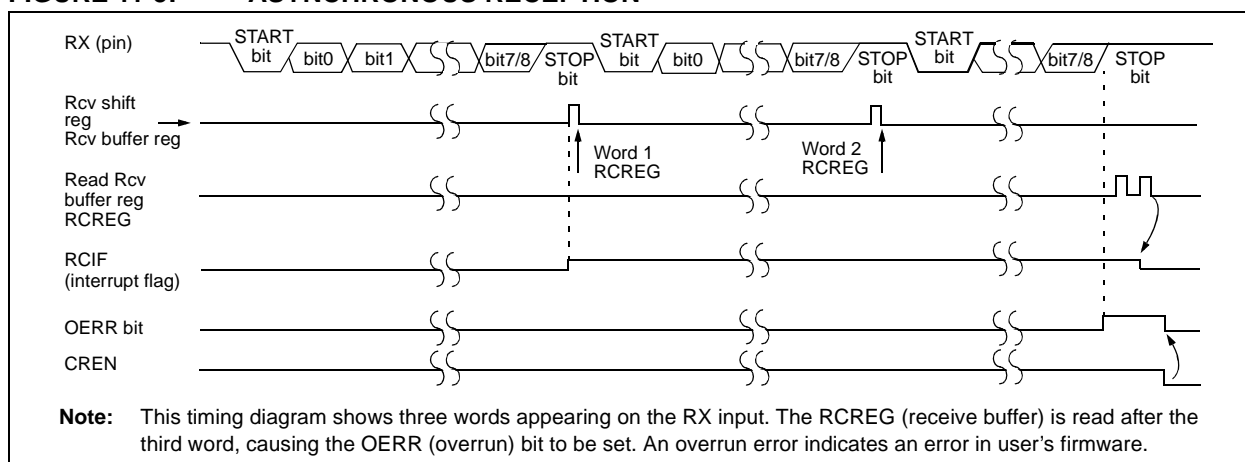 RX (pin)
START
bit
bit0
bit1
bit7/8
STOP
bit
START
bit
bit0
bit7/8
STOP
bit
START
bit
bit7/8
STOP
bit
Rcv shift
reg
Rcv buffer reg
Word 1
RCREG
Word 2
RCREG
Read Rcv
buffer reg
RCREG
RCIF
(interrupt flag)
OERR bit
CREN
Note: This timing diagram shows three words appearing on the RX input. The RCREG (receive buffer) is read after the
third word, causing the OERR (overrun) bit to be set. An overrun error indicates an error in user's firmware.